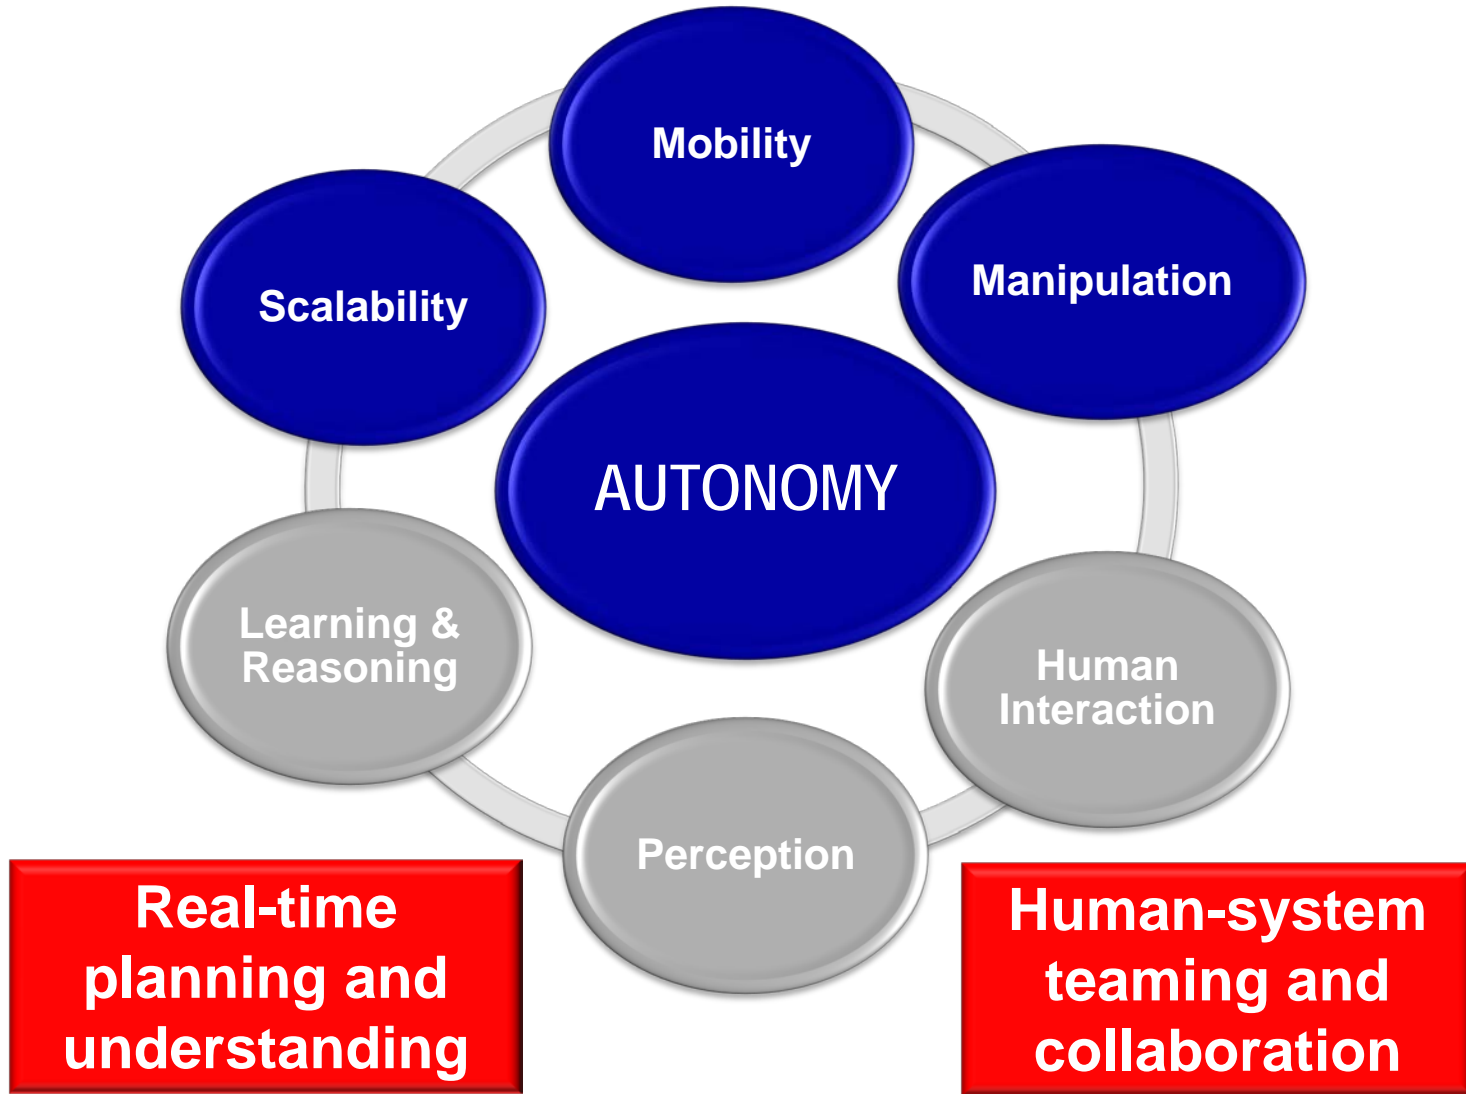 Mobility
Manipulation
Scalability
AUTONOMY
Learning &
Reasoning
Human
Interaction
Perception
Real-time
planning and
understanding
Human-system
teaming and
collaboration